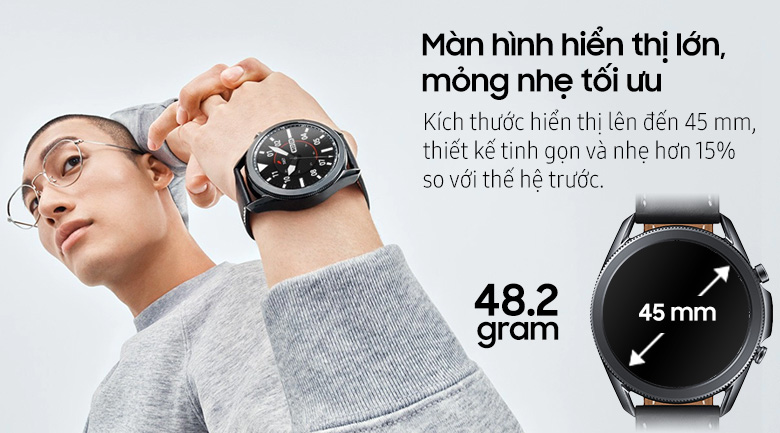 Màn hình hiển thị lớn,
mỏng nhẹ tối ưu
Kích thước hiển thị lên đến 45 mm,
thiết kế tinh gọn và nhẹ hơn 15%
so với thế hệ trước.
48.2
gram
45 mm